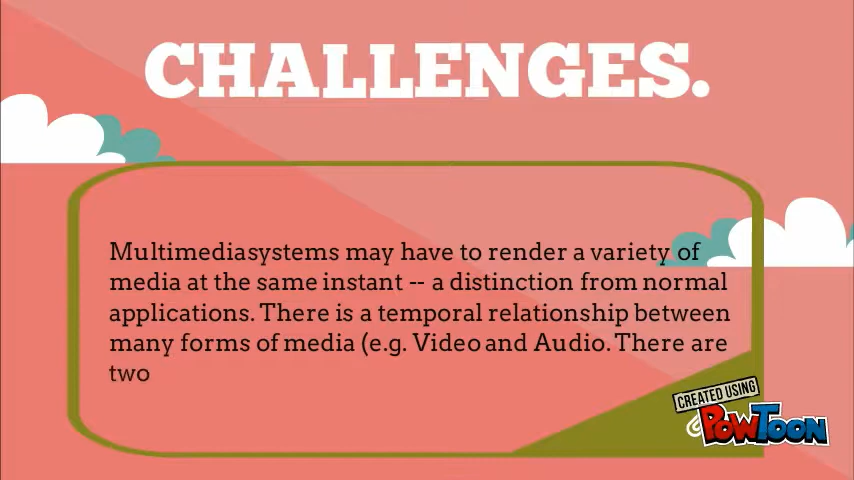 CHALLENGES.
Multimediasystems may have to render a variety of
media at the same instant -- a distinction from normal
applications. There is a temporal relationship between
many forms of media (e.g. Video and Audio. There are
two
CREATED USING
POWTOON